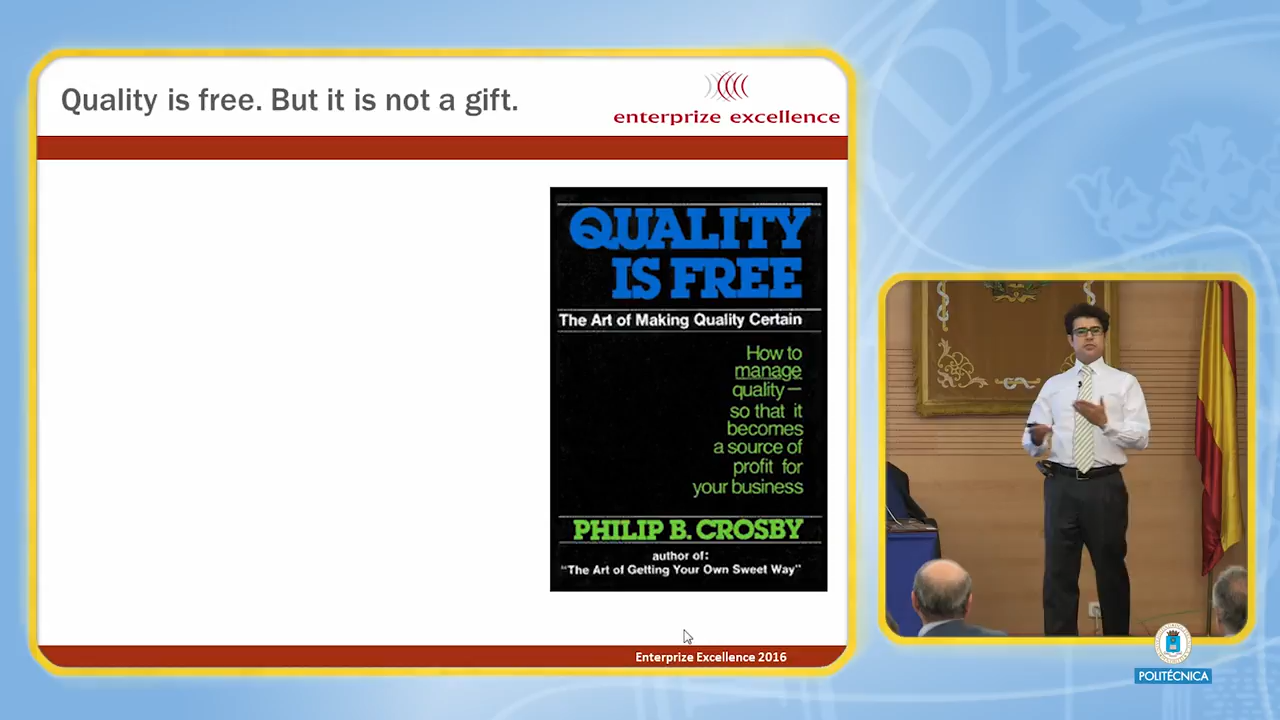 Quality is free. But it is not a gift.
enterprize excellence
QUALITY
IS FREE
The Art of Making Quality Certain
How to
manage
quality—
so that it
becomes
a source of
profit for
your business
PHILIP B. CROSBY
author of:
"The Art of Getting Your Own Sweet Way"
Enterprize Excellence 2016
POLITÉCNICA